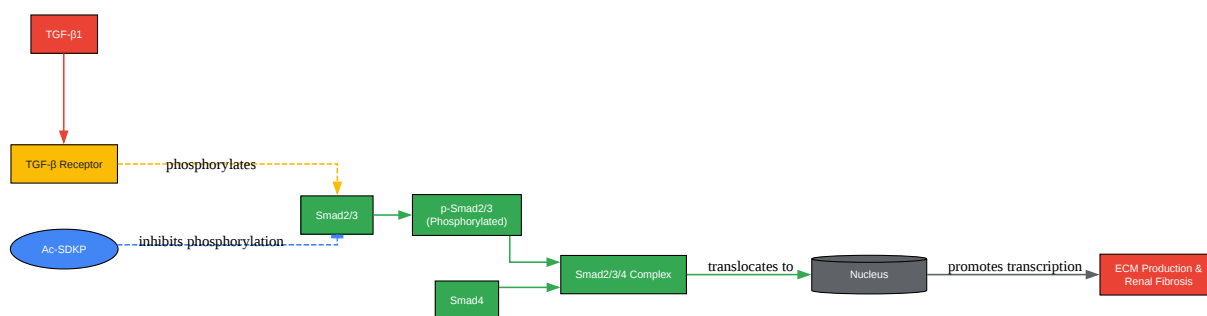 TGF-β1
TGF-β Receptor
phosphorylates
Smad2/3
p-Smad2/3
(Phosphorylated)
Ac-SDKP
inhibits phosphorylation
Smad4
Smad2/3/4 Complex
translocates to
Nucleus
promotes transcription
ECM Production &
Renal Fibrosis